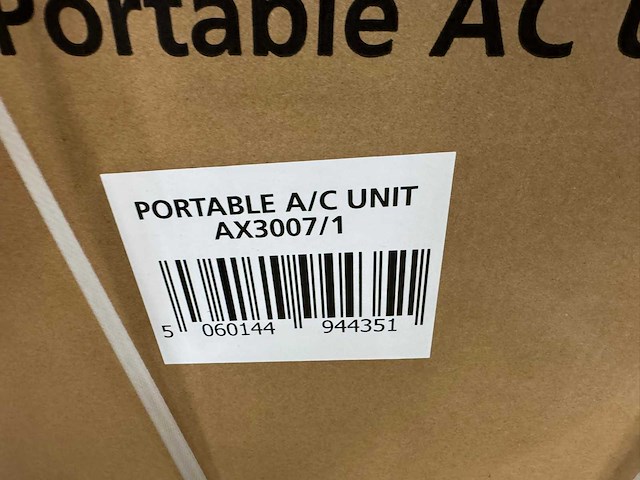 Portable AC
PORTABLE A/C UNIT
AX3007/1
5 060144 944351